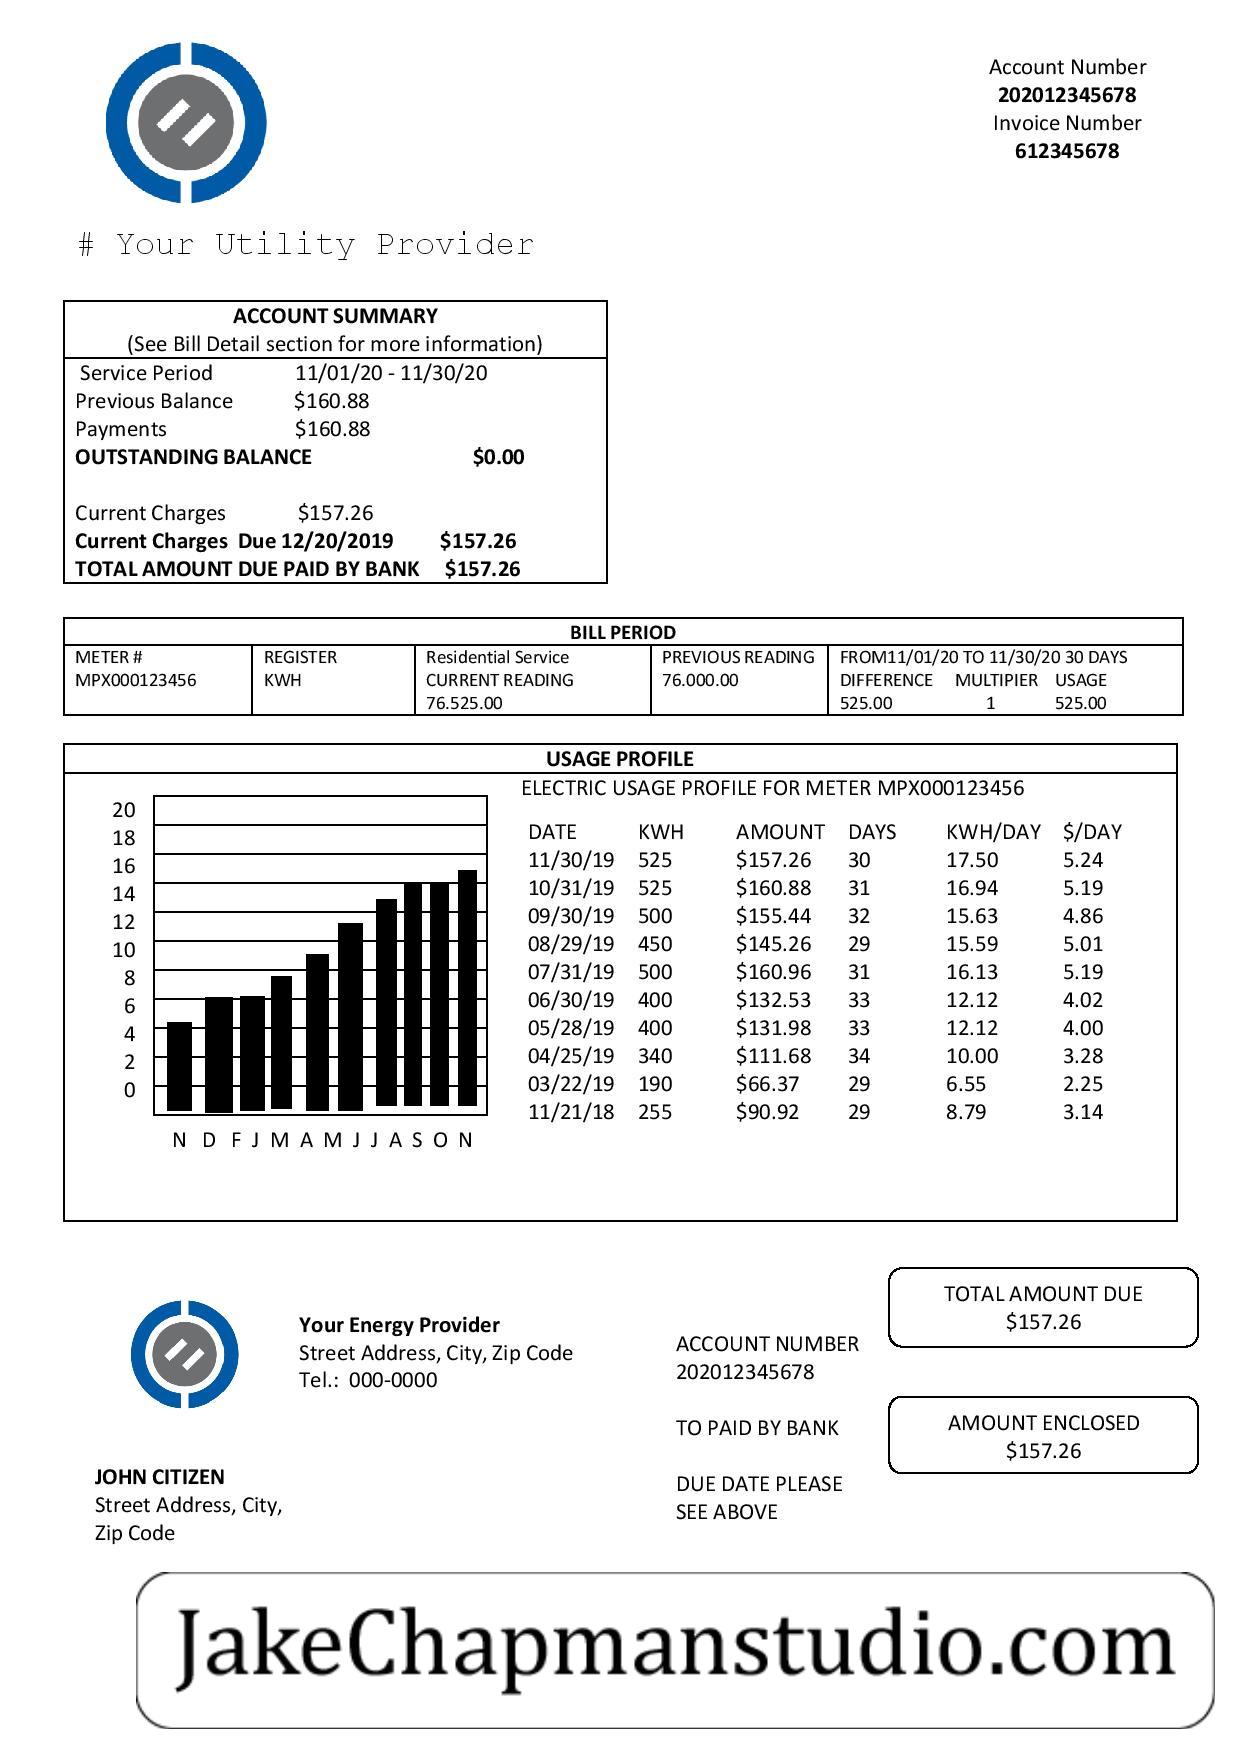 Account Number
202012345678
Invoice Number
612345678
# Your Utility Provider
ACCOUNT SUMMARY
(See Bill Detail section for more information)
Service Period 11/01/20 - 11/30/20
Previous Balance $160.88
Payments $160.88
OUTSTANDING BALANCE $0.00
Current Charges $157.26
Current Charges Due 12/20/2019 $157.26
TOTAL AMOUNT DUE PAID BY BANK $157.26
BILL PERIOD
METER # REGISTER Residential Service PREVIOUS READING FROM11/01/20 TO 11/30/20 30 DAYS
MPX000123456 KWH CURRENT READING 76.000.00 DIFFERENCE MULTIPIER USAGE
76.525.00 525.00 1 525.00
USAGE PROFILE
ELECTRIC USAGE PROFILE FOR METER MPX000123456
20
18
16
14
12
10
8
6
4
2
0
N D F J M A M J J A S O N
DATE KWH AMOUNT DAYS KWH/DAY $/DAY
11/30/19 525 $157.26 30 17.50 5.24
10/31/19 525 $160.88 31 16.94 5.19
09/30/19 500 $155.44 32 15.63 4.86
08/29/19 450 $145.26 29 15.59 5.01
07/31/19 500 $160.96 31 16.13 5.19
06/30/19 400 $132.53 33 12.12 4.02
05/28/19 400 $131.98 33 12.12 4.00
04/25/19 340 $111.68 34 10.00 3.28
03/22/19 190 $66.37 29 6.55 2.25
11/21/18 255 $90.92 29 8.79 3.14
Your Energy Provider
Street Address, City, Zip Code
Tel.: 000-0000
JOHN CITIZEN
Street Address, City,
Zip Code
ACCOUNT NUMBER
202012345678
TO PAID BY BANK
DUE DATE PLEASE
SEE ABOVE
TOTAL AMOUNT DUE
$157.26
AMOUNT ENCLOSED
$157.26
JakeChapmanstudio.com